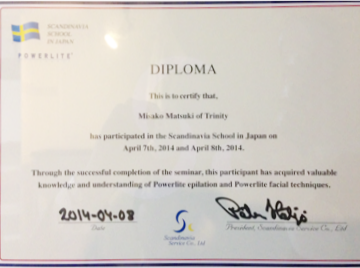 SCANDINAVIA
SCHOOL
IN JAPAN
POWERLITE
DIPLOMA
This is to certify that,
Misako Matsuki of Trinity
has participated in the Scandinavia School in Japan on
April 7th, 2014 and April 8th, 2014.
Through the successful completion of the seminar, this participant has acquired valuable
knowledge and understanding of Powerlite epilation and Powerlite facial techniques.
2014-04-08
Date
Scandinavia
Service Co., Ltd
President, Scandinavia Service Co., Ltd